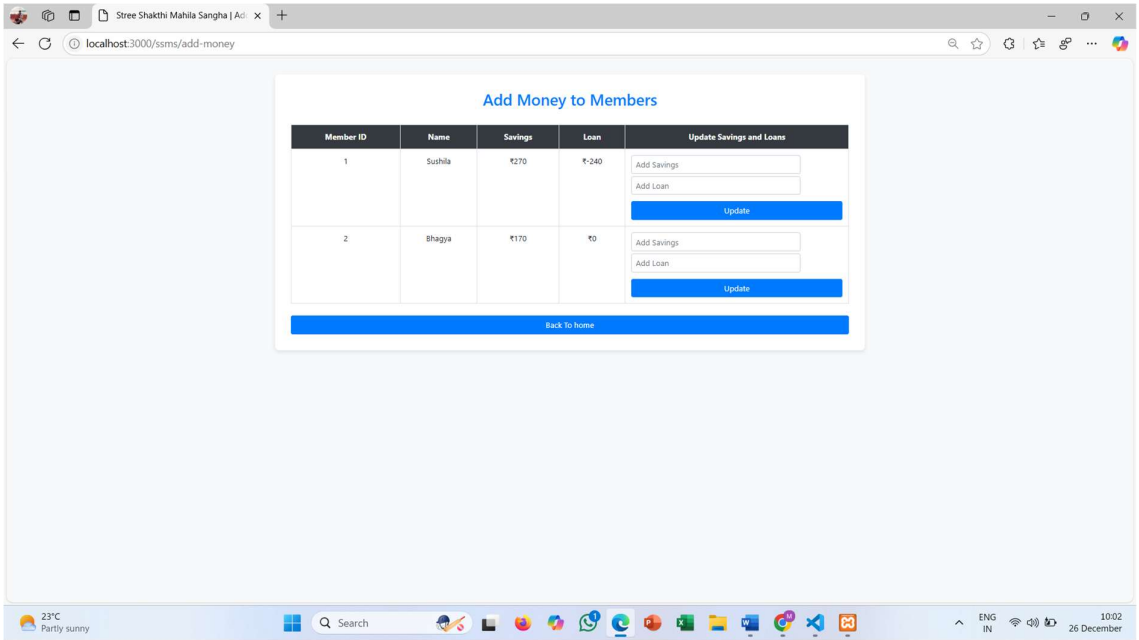 Stree Shakthi Mahila Sangha | Ad
localhost:3000/ssms/add-money
Add Money to Members
Member ID Name Savings Loan Update Savings and Loans
1 Sushila ₹270 ₹-240
Add Savings
Add Loan
Update
2 Bhagya ₹170 ₹0
Add Savings
Add Loan
Update
Back To home
23°C
Partly sunny
Search
1
M
ENG
IN
10:02
26 December